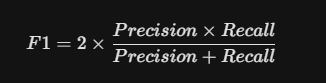 F1 = 2 × Precision × Recall
Precision + Recall